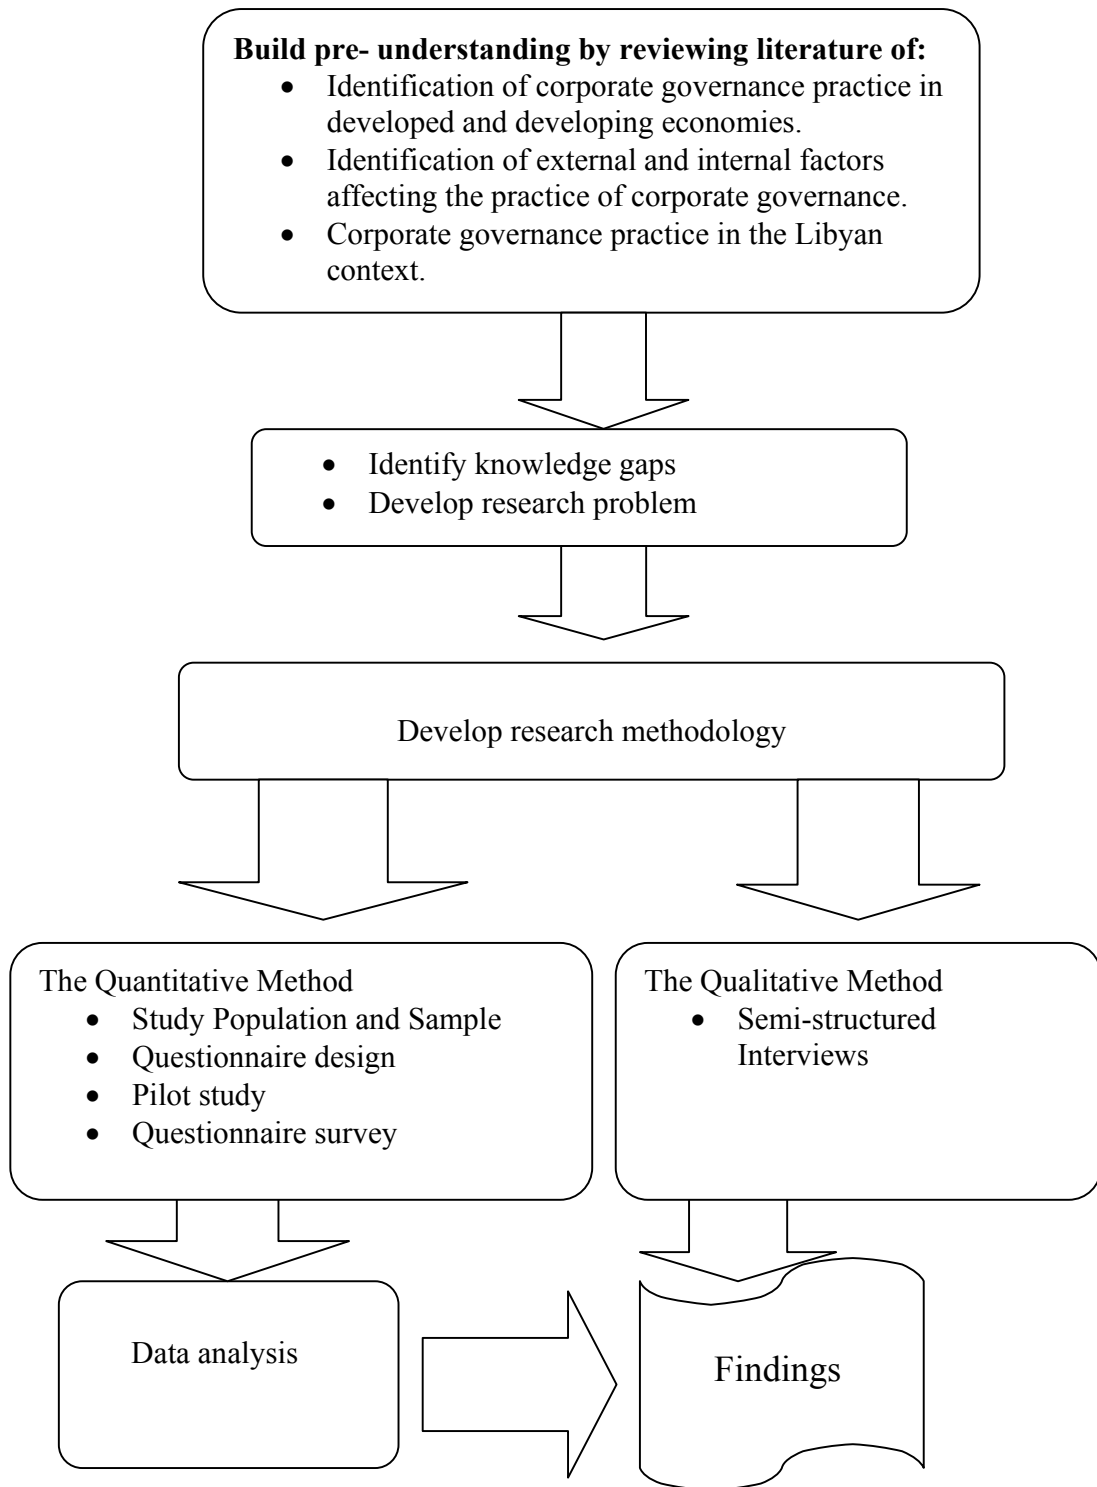 Build pre- understanding by reviewing literature of:
• Identification of corporate governance practice in
developed and developing economies.
• Identification of external and internal factors
affecting the practice of corporate governance.
• Corporate governance practice in the Libyan
context.
• Identify knowledge gaps
• Develop research problem
Develop research methodology
The Quantitative Method
• Study Population and Sample
• Questionnaire design
• Pilot study
• Questionnaire survey
The Qualitative Method
• Semi-structured
Interviews
Data analysis
Findings